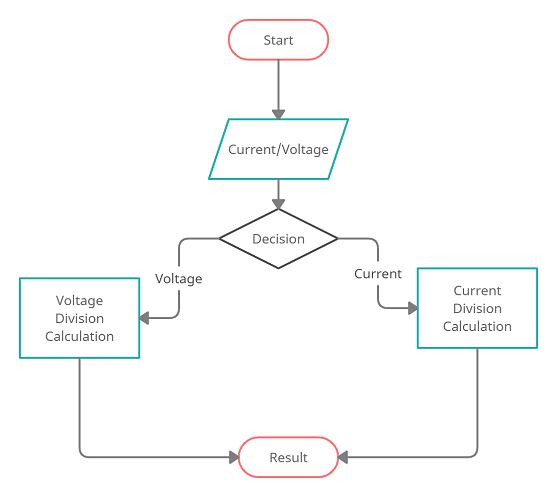 Start
Current/Voltage
Decision
Voltage
Current
Voltage
Division
Calculation
Current
Division
Calculation
Result